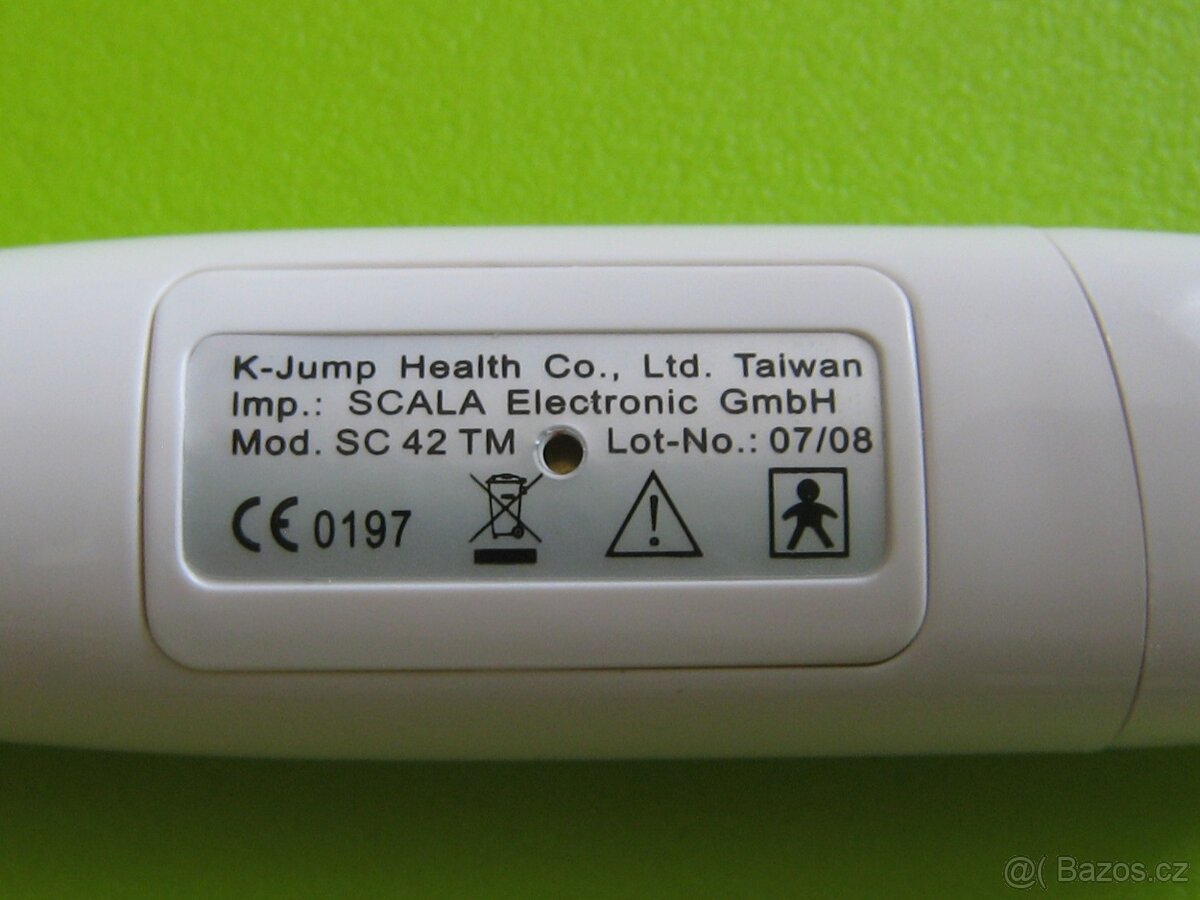 K-Jump Health Co., Ltd. Taiwan
Imp.: SCALA Electronic GmbH
Mod. SC 42 TM Lot-No.: 07/08
CE 0197
@( Bazos.cz